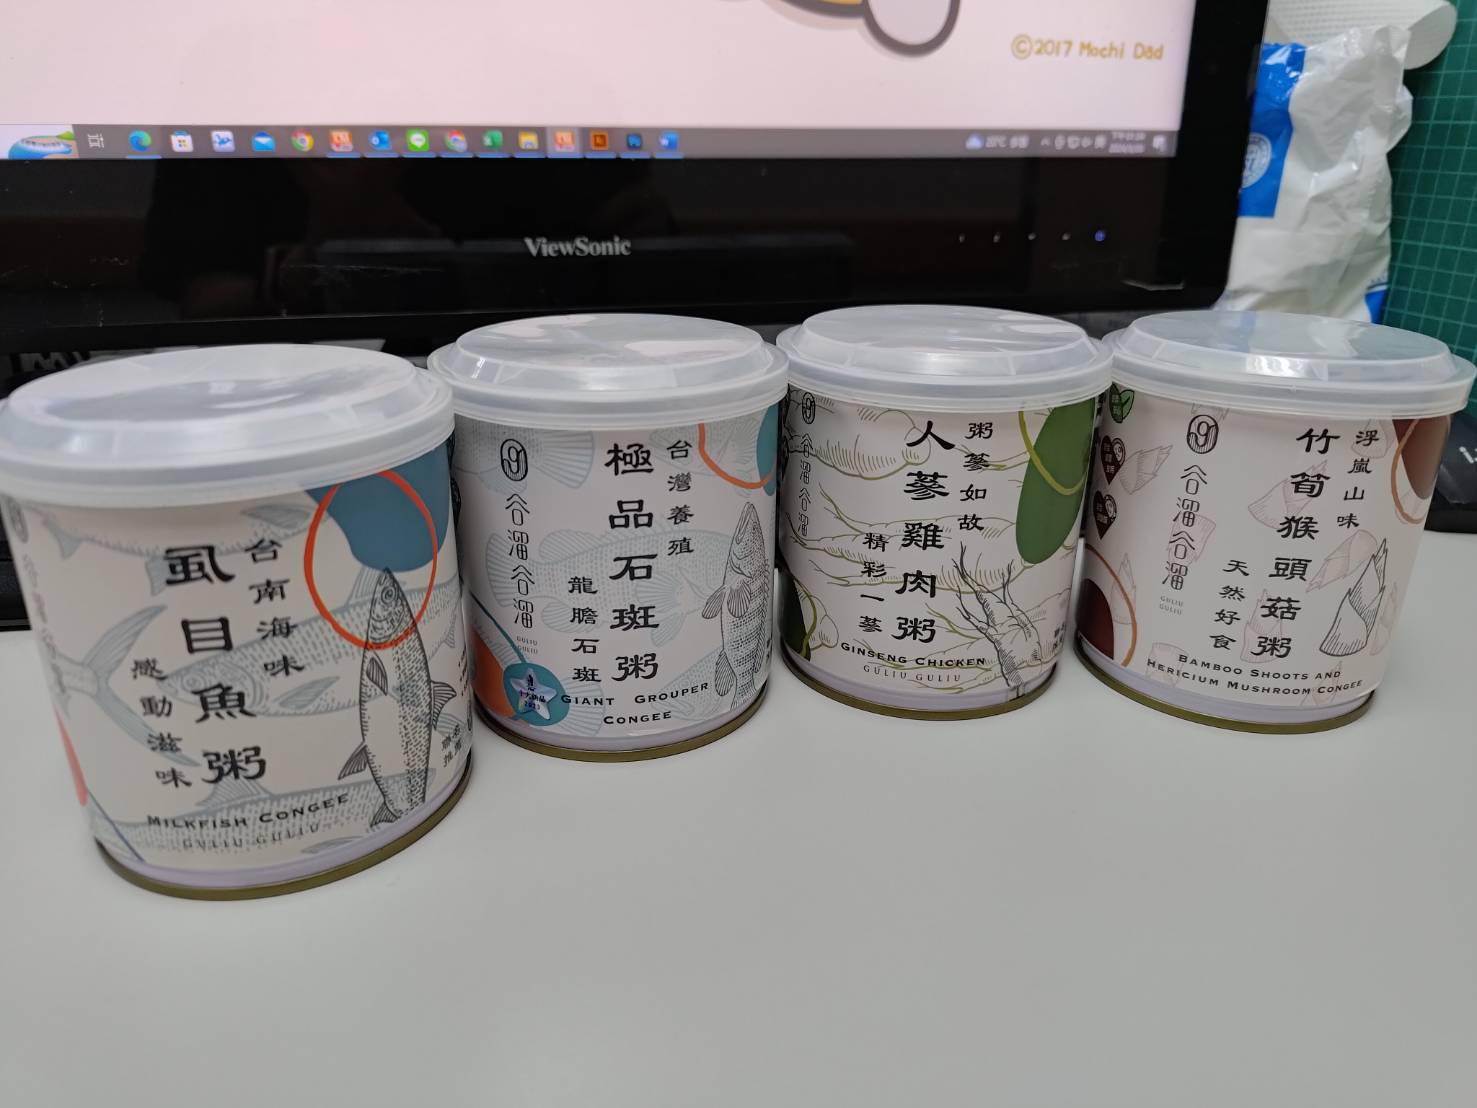 ©2017 Mochi Dad
ViewSonic
台南海味
虱目魚粥
感動滋味
MILKFISH CONGEE
GULIU GULIU
谷溜谷溜
GULIU
GULIU
台灣養殖
極品石斑粥
龍膽石斑
2023
GIANT GROUPER
CONGEE
谷溜谷溜
粥蔘如故
人蔘雞肉粥
精彩一蔘
GINSENG CHICKEN
GULIU GULIU
谷溜谷溜
GULIU
GULIU
浮嵐山味
竹筍猴頭菇粥
天然好食
BAMBOO SHOOTS AND
HERICIUM MUSHROOM CONGEE